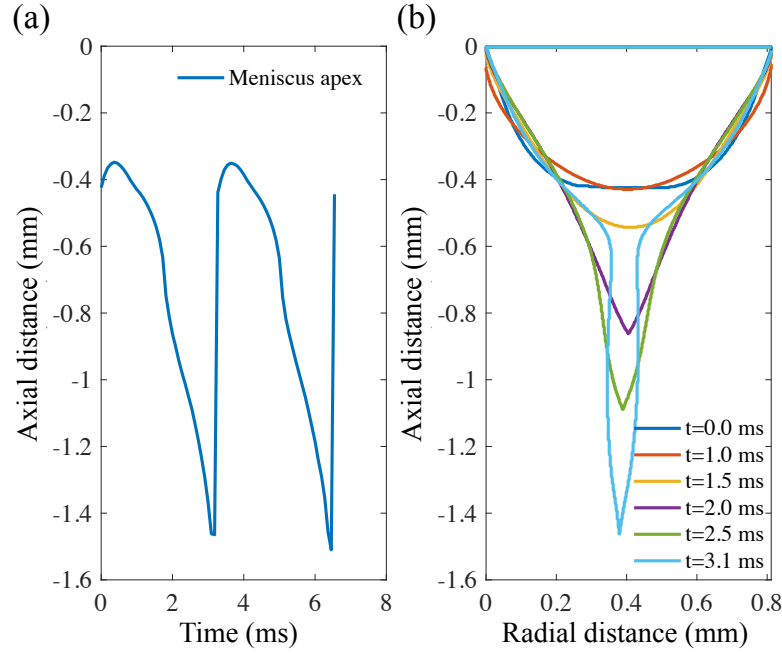 (a)
Meniscus apex
0
-0.2
-0.4
-0.6
-0.8
-1
-1.2
-1.4
-1.6
0 2 4 6 8
Axial distance (mm)
Time (ms)
(b)
0
-0.2
-0.4
-0.6
-0.8
-1
-1.2
-1.4
-1.6
0 0.2 0.4 0.6 0.8
Axial distance (mm)
Radial distance (mm)
t=0.0 ms
t=1.0 ms
t=1.5 ms
t=2.0 ms
t=2.5 ms
t=3.1 ms